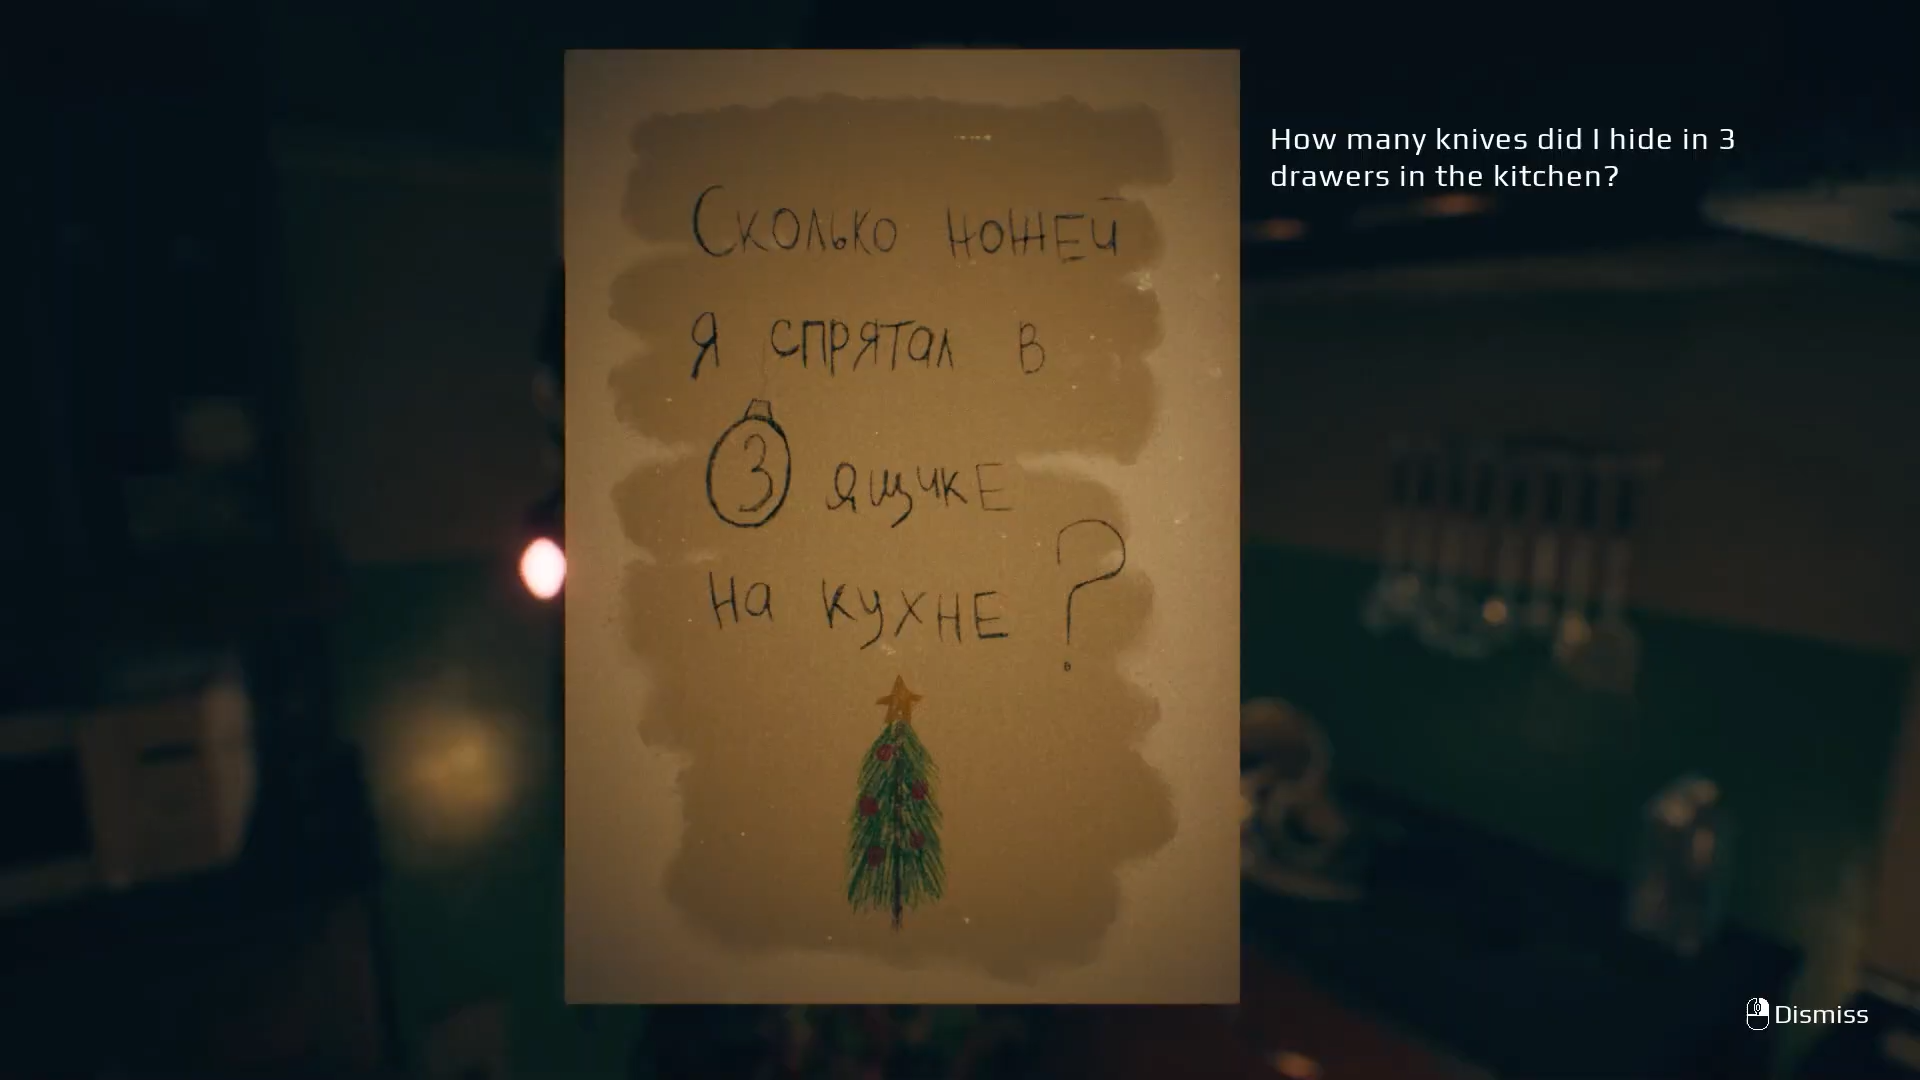 Сколько ножей
я спрятал в
3 ящике
на кухне ?
How many knives did I hide in 3
drawers in the kitchen?
Dismiss